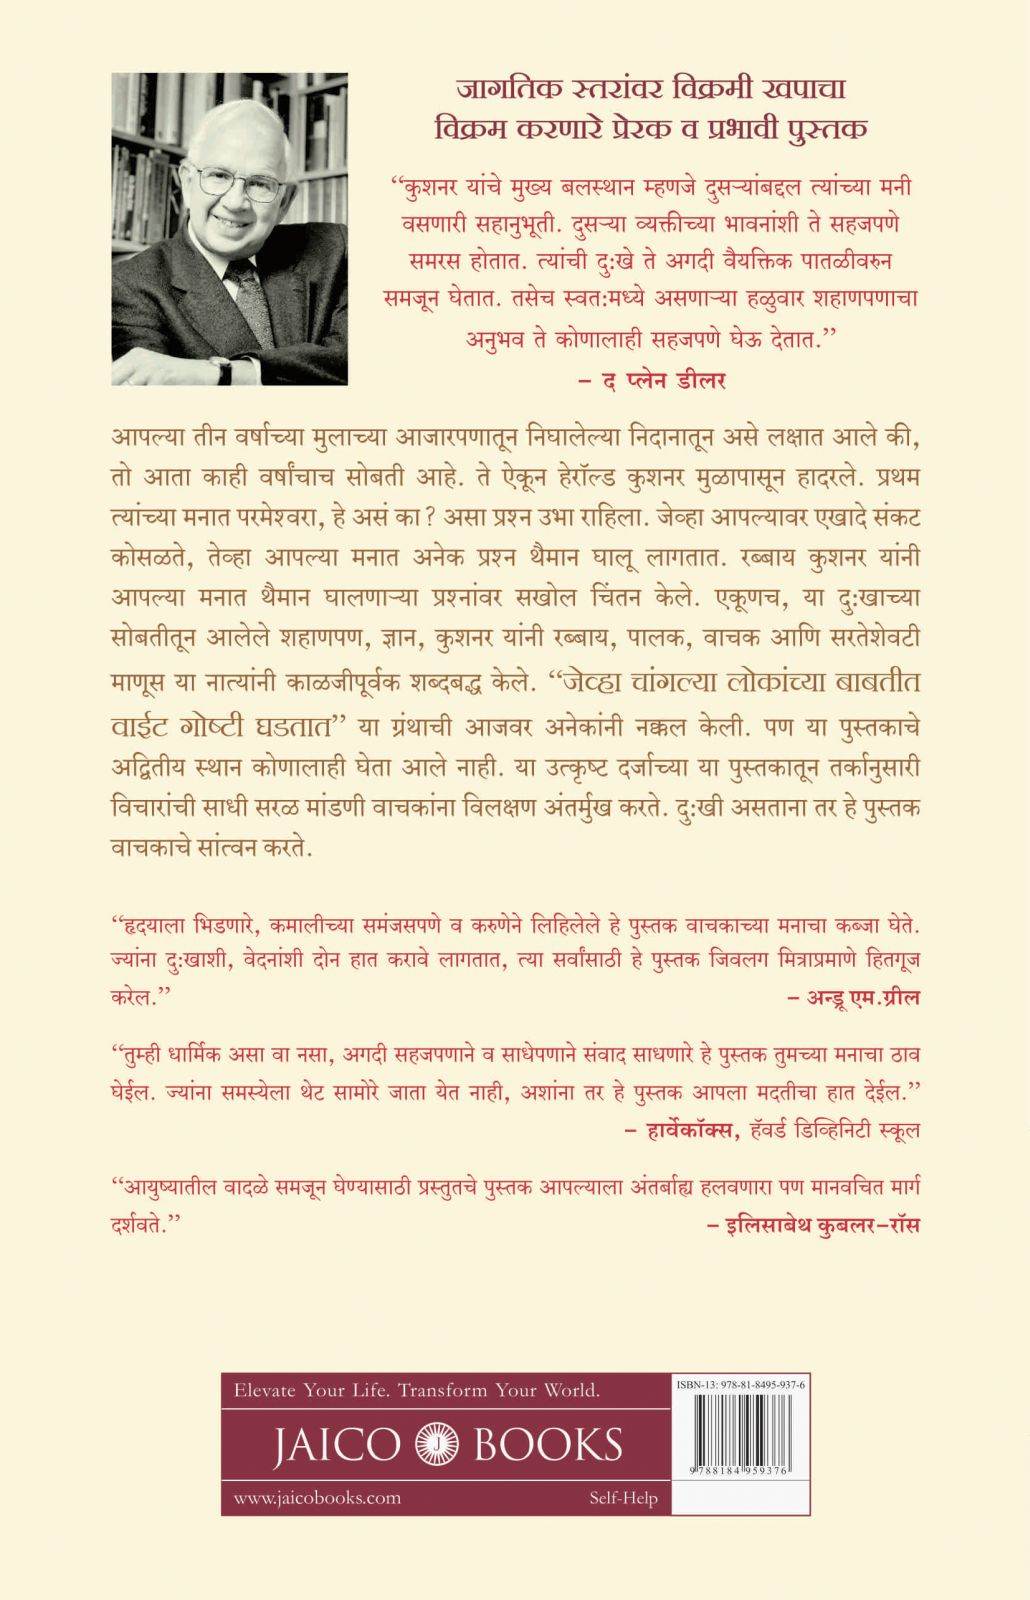 जागतिक स्तरांवर विक्रमी खपाचा
विक्रम करणारे प्रेरक व प्रभावी पुस्तक
‘‘कुशनर यांचे मुख्य बलस्थान म्हणजे दुसऱ्यांबद्दल त्यांच्या मनी
वसणारी सहानुभूती. दुसऱ्या व्यक्तीच्या भावनांशी ते सहजपणे
समरस होतात. त्यांची दु:खे ते अगदी वैयक्तिक पातळीवरुन
समजून घेतात. तसेच स्वत:मध्ये असणाऱ्या हळुवार शहाणपणाचा
अनुभव ते कोणालाही सहजपणे घेऊ देतात.’’
– द प्लेन डीलर
आपल्या तीन वर्षाच्या मुलाच्या आजारपणातून निघालेल्या निदानातून असे लक्षात आले की,
तो आता काही वर्षांचाच सोबती आहे. ते ऐकून हेरॉल्ड कुशनर मुळापासून हादरले. प्रथम
त्यांच्या मनात परमेश्वरा, हे असं का? असा प्रश्न उभा राहिला. जेव्हा आपल्यावर एखादे संकट
कोसळते, तेव्हा आपल्या मनात अनेक प्रश्न थैमान घालू लागतात. रब्बाय कुशनर यांनी
आपल्या मनात थैमान घालणाऱ्या प्रश्नांवर सखोल चिंतन केले. एकूणच, या दु:खाच्या
सोबतीतून आलेले शहाणपण, ज्ञान, कुशनर यांनी रब्बाय, पालक, वाचक आणि सरतेशेवटी
माणूस या नात्यांनी काळजीपूर्वक शब्दबद्ध केले. ‘‘जेव्हा चांगल्या लोकांच्या बाबतीत
वाईट गोष्टी घडतात’’ या ग्रंथाची आजवर अनेकांनी नक्कल केली. पण या पुस्तकाचे
अद्वितीय स्थान कोणालाही घेता आले नाही. या उत्कृष्ट दर्जाच्या या पुस्तकातून तर्कानुसारी
विचारांची साधी सरळ मांडणी वाचकांना विलक्षण अंतर्मुख करते. दु:खी असताना तर हे पुस्तक
वाचकाचे सांत्वन करते.
‘‘हृदयाला भिडणारे, कमालीच्या समंजसपणे व करुणेने लिहिलेले हे पुस्तक वाचकाच्या मनाचा कब्जा घेते.
ज्यांना दु:खाशी, वेदनांशी दोन हात करावे लागतात, त्या सर्वांसाठी हे पुस्तक जिवलग मित्राप्रमाणे हितगूज
करेल.’’ – अन्ड्रू एम.ग्रील
‘‘तुम्ही धार्मिक असा वा नसा, अगदी सहजपणाने व साधेपणाने संवाद साधणारे हे पुस्तक तुमच्या मनाचा ठाव
घेईल. ज्यांना समस्येला थेट सामोरे जाता येत नाही, अशांना तर हे पुस्तक आपला मदतीचा हात देईल.’’
– हार्वेकॉक्स, हॅवर्ड डिव्हिनिटी स्कूल
‘‘आयुष्यातील वादळे समजून घेण्यासाठी प्रस्तुतचे पुस्तक आपल्याला अंतर्बाह्य हलवणारा पण मानवचित मार्ग
दर्शवते.’’ – इलिसाबेथ कुबलर–रॉस
Elevate Your Life. Transform Your World.
JAICO J BOOKS
www.jaicobooks.com Self-Help
ISBN-13: 978-81-8495-937-6
9 788184 959376